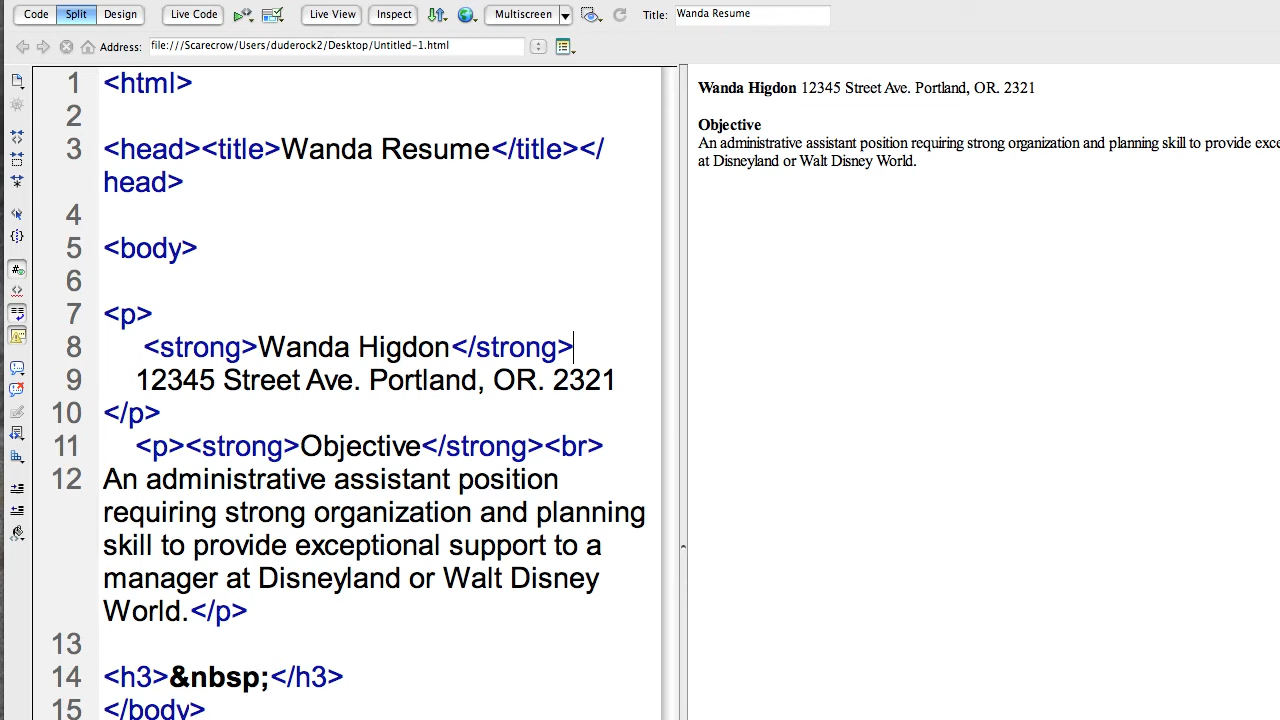 Code Split Design Live Code Live View Inspect Multiscreen Title: Wanda Resume
Address: file:///Scarecrow/Users/duderock2/Desktop/Untitled-1.html
1 <html>
2
3 <head><title>Wanda Resume</title></
head>
4
5 <body>
6
7 <p>
8 <strong>Wanda Higdon</strong>
9 12345 Street Ave. Portland, OR. 2321
10 </p>
11 <p><strong>Objective</strong><br>
12 An administrative assistant position
requiring strong organization and planning
skill to provide exceptional support to a
manager at Disneyland or Walt Disney
World.</p>
13
14 <h3>&nbsp;</h3>
15 </body>
Wanda Higdon 12345 Street Ave. Portland, OR. 2321
Objective
An administrative assistant position requiring strong organization and planning skill to provide exce
at Disneyland or Walt Disney World.